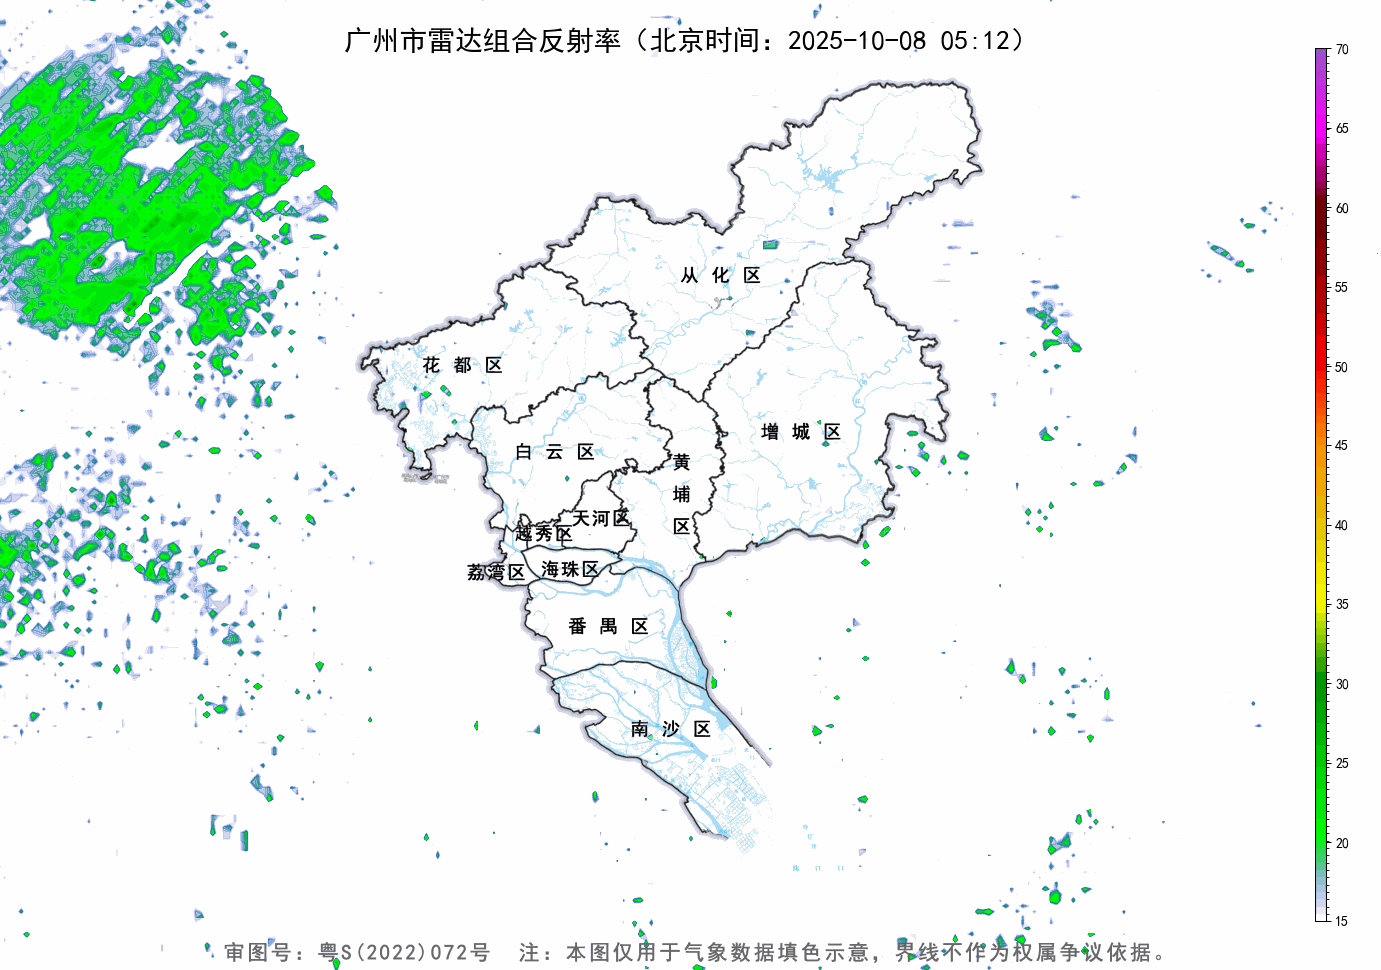 广州市雷达组合反射率（北京时间：2025-10-08 05:12）
70
65
60
55
50
45
40
35
30
25
20
15
从化区
花都区
增城区
白云区
黄埔区
天河区
越秀区
荔湾区
海珠区
番禺区
南沙区
审图号：粤S(2022)072号 注：本图仅用于气象数据填色示意，界线不作为权属争议依据。